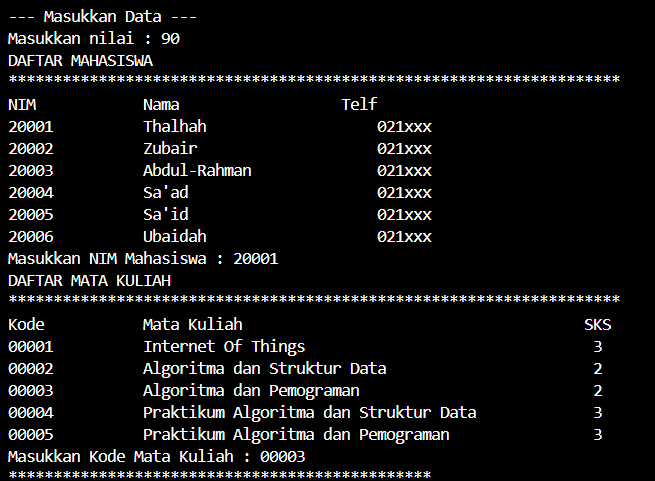 --- Masukkan Data ---
Masukkan nilai : 90
DAFTAR MAHASISWA
********************************************************************
NIM Nama Telf
20001 Thalhah 021xxx
20002 Zubair 021xxx
20003 Abdul-Rahman 021xxx
20004 Sa'ad 021xxx
20005 Sa'id 021xxx
20006 Ubaidah 021xxx
Masukkan NIM Mahasiswa : 20001
DAFTAR MATA KULIAH
********************************************************************
Kode Mata Kuliah SKS
00001 Internet Of Things 3
00002 Algoritma dan Struktur Data 2
00003 Algoritma dan Pemograman 2
00004 Praktikum Algoritma dan Struktur Data 3
00005 Praktikum Algoritma dan Pemograman 3
Masukkan Kode Mata Kuliah : 00003
***********************************************